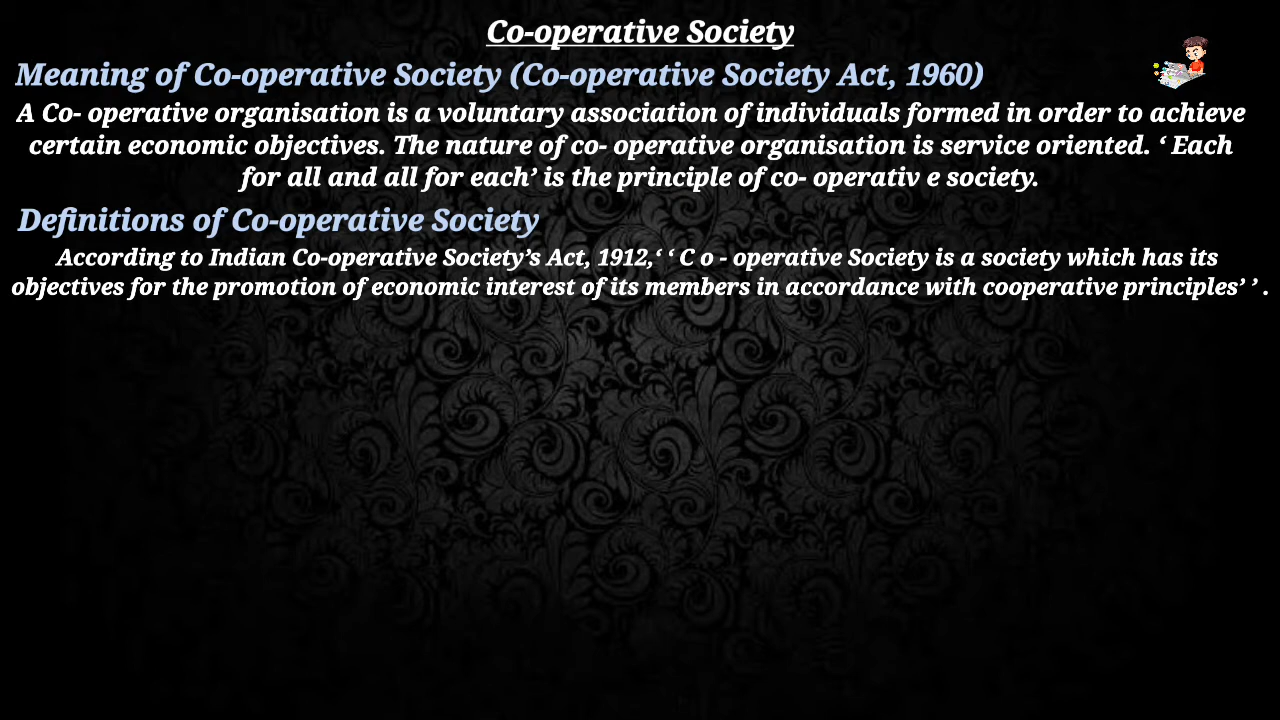 Co-operative Society
Meaning of Co-operative Society (Co-operative Society Act, 1960)
A Co- operative organisation is a voluntary association of individuals formed in order to achieve
certain economic objectives. The nature of co- operative organisation is service oriented. ‘ Each
for all and all for each’ is the principle of co- operativ e society.
Definitions of Co-operative Society
According to Indian Co-operative Society’s Act, 1912,‘ ‘ C o - operative Society is a society which has its
objectives for the promotion of economic interest of its members in accordance with cooperative principles’ ’ .